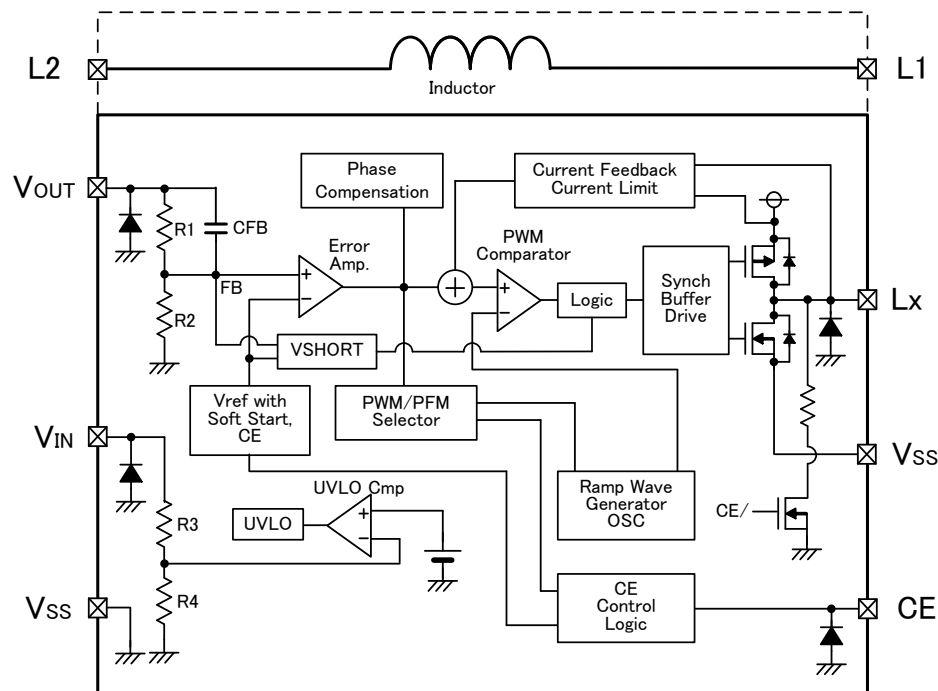 L2
L1
Inductor
VOUT
Phase
Compensation
Current Feedback
Current Limit
R1
CFB
Error
Amp.
PWM
Comparator
+
−
FB
+
+
−
Logic
Synch
Buffer
Drive
Lx
R2
VSHORT
Vref with
Soft Start,
CE
PWM/PFM
Selector
VIN
VSS
UVLO Cmp
Ramp Wave
Generator
OSC
R3
UVLO
+
−
CE/
R4
VSS
CE
Control
Logic
CE